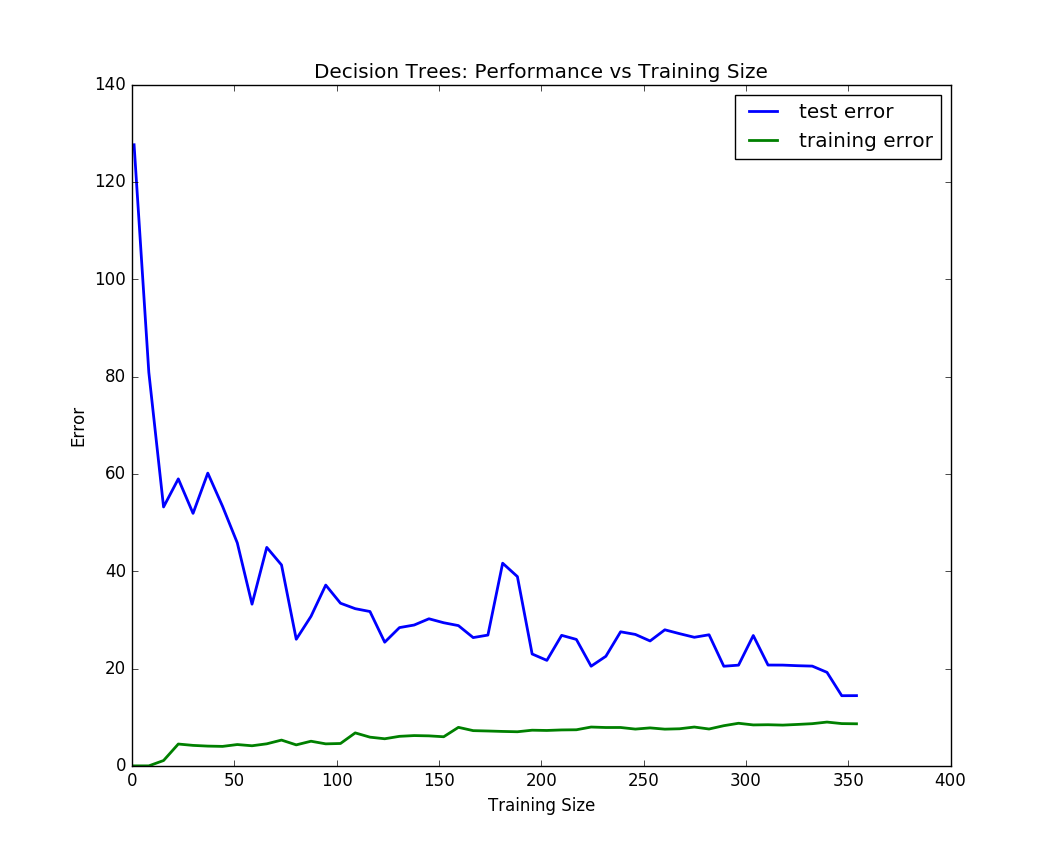 Decision Trees: Performance vs Training Size
test error
training error
Error
140
120
100
80
60
40
20
0
0 50 100 150 200 250 300 350 400
Training Size